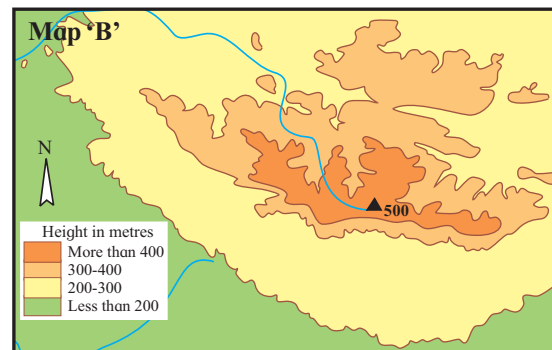 Map ‘B’
N
500
Height in metres
More than 400
300-400
200-300
Less than 200